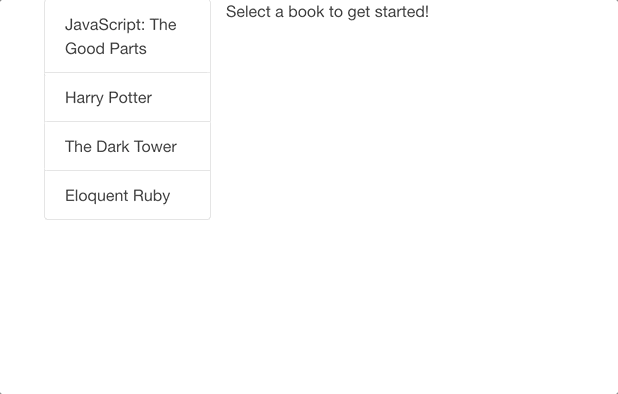 JavaScript: The
Good Parts
Harry Potter
The Dark Tower
Eloquent Ruby
Select a book to get started!